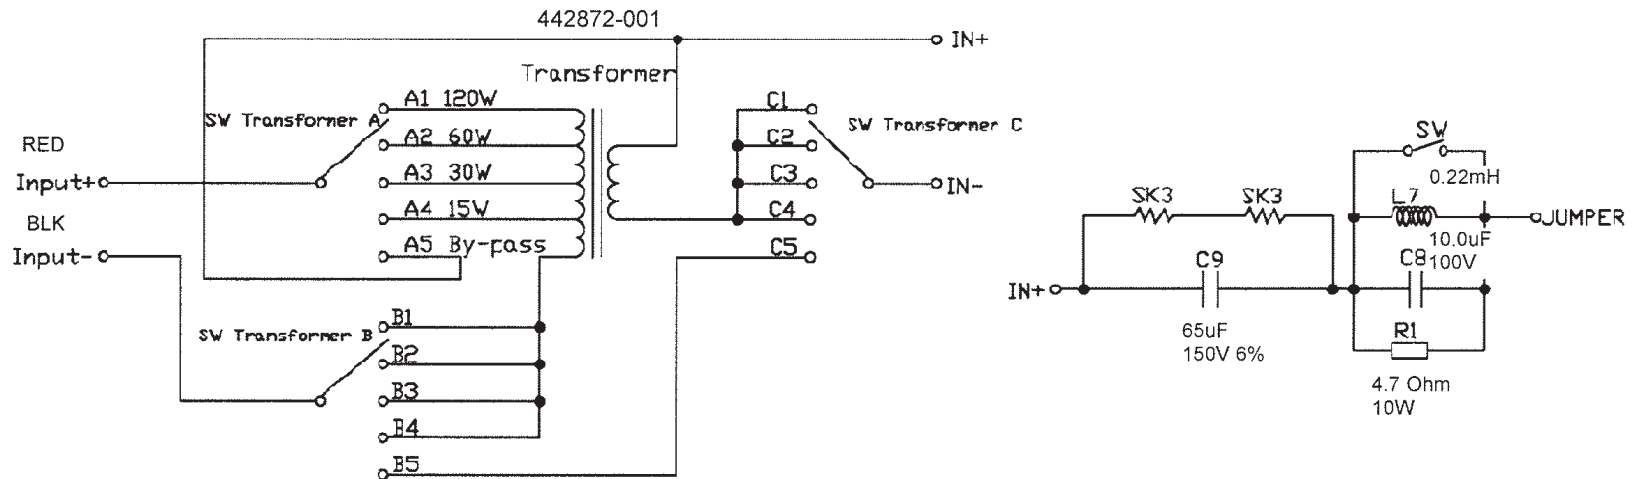 442872-001
IN+
Transformer
A1 120W
C1
SW Transformer A
SW Transformer C
A2 60W
C2
SW
RED
Input+
A3 30W
C3
IN-
0.22mH
SK3
SK3
L7
A4 15W
C4
JUMPER
BLK
Input-
A5 By-pass
C5
10.0uF
100V
C9
C8
IN+
B1
SW Transformer B
65uF
150V 6%
R1
B2
4.7 Ohm
10W
B3
B4
B5